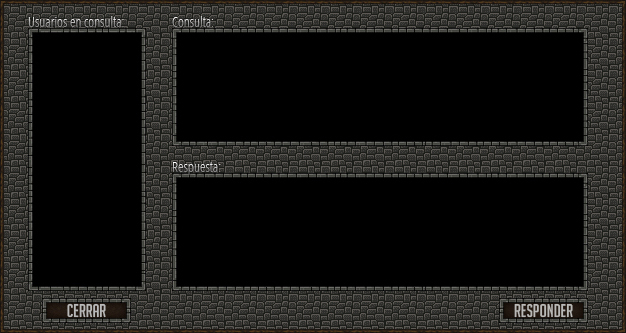 Usuarios en consulta:
Consulta:
Respuesta:
CERRAR
RESPONDER